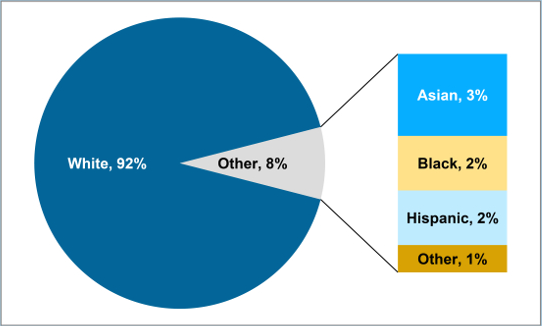 White, 92%
Other, 8%
Asian, 3%
Black, 2%
Hispanic, 2%
Other, 1%